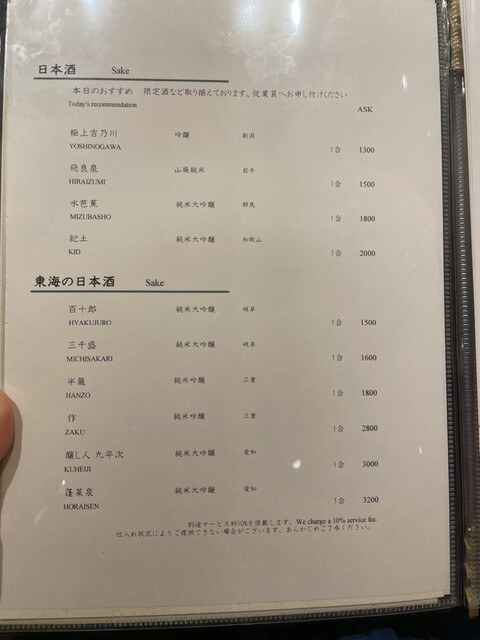 日本酒 Sake
本日のおすすめ 限定酒など取り揃えております、従業員へお申し付けください
Today's recommendation ASK
極上吉乃川 吟醸 新潟
YOSHINOGAWA 1合 1300
飛良泉 山廃純米 岩手
HIRAIZUMI 1合 1500
水芭蕉 純米大吟醸 群馬
MIZUBASHO 1合 1800
紀土 純米大吟醸 和歌山
KID 1合 2000
東海の日本酒 Sake
百十郎 純米大吟醸 岐阜
HYAKUJURO 1合 1500
三千盛 純米大吟醸 岐阜
MICHISAKARI 1合 1600
半蔵 純米吟醸 三重
HANZO 1合 1800
作 純米吟醸 三重
ZAKU 1合 2800
醸し人 九平次 純米大吟醸 愛知
KUHEIJI 1合 3000
蓬莱泉 純米大吟醸 愛知
HORAISEN 1合 3200
別途サービス料10%を頂戴します。We charge a 10% service fee.
仕入れ状況によりご提供できない場合がございます。あらかじめご了承ください。